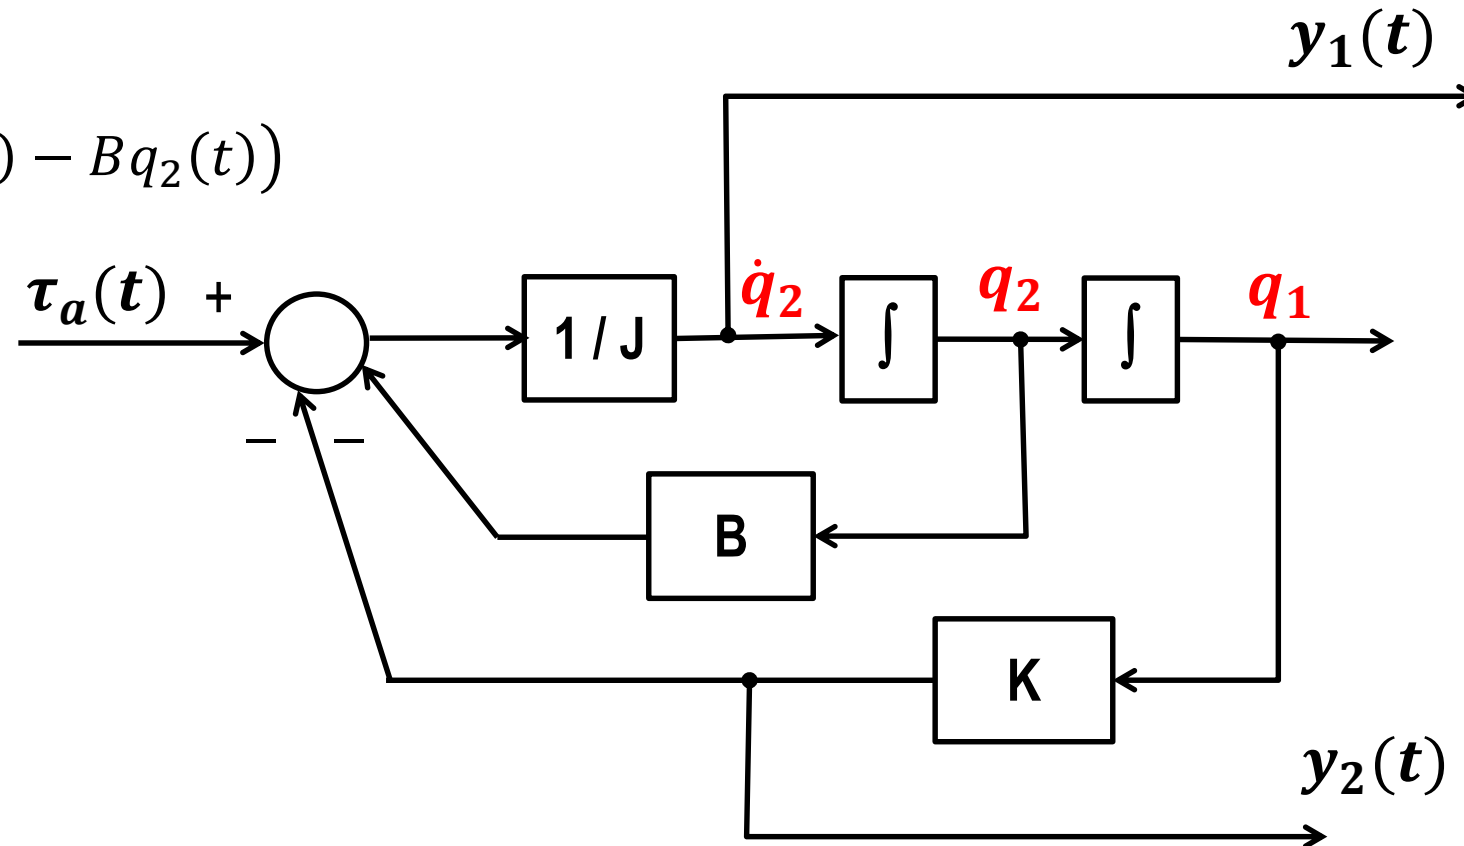 y₁(t)
) − Bq₂(t))
τₐ(t) +
q̇₂ q₂ q₁
1 / J ∫ ∫
− −
B
K
y₂(t)